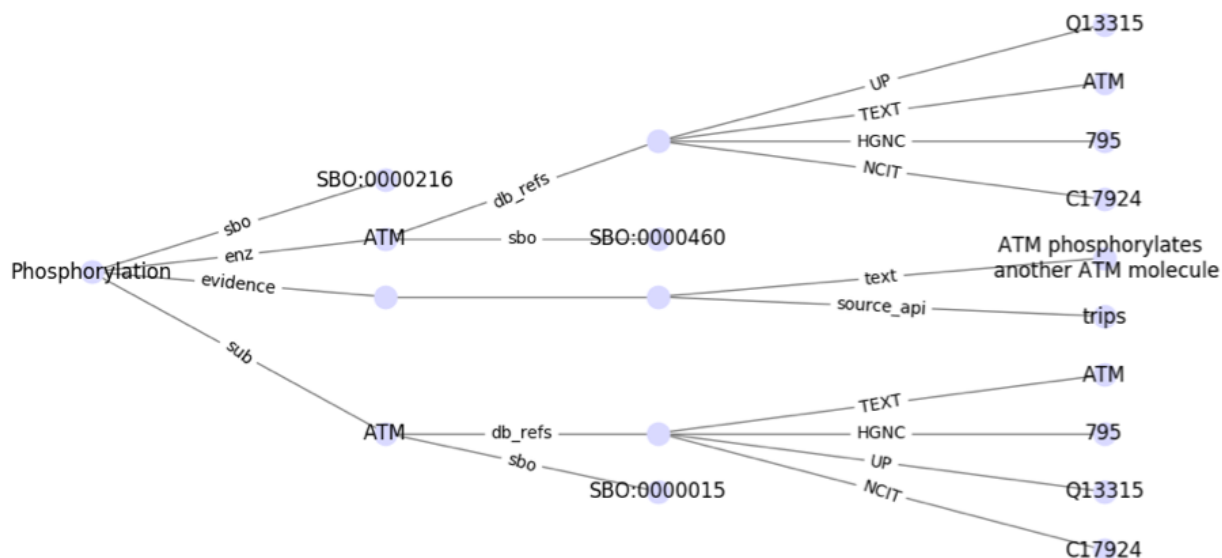 Q13315
UP
ATM
TEXT
HGNC
795
SBO:0000216
NCIT
db_refs
C17924
sbo
ATM
sbo
SBO:0000460
enz
ATM phosphorylates
another ATM molecule
Phosphorylation
evidence
text
source_api
trips
sub
ATM
TEXT
ATM
db_refs
HGNC
795
sbo
UP
SBO:0000015
NCIT
Q13315
C17924